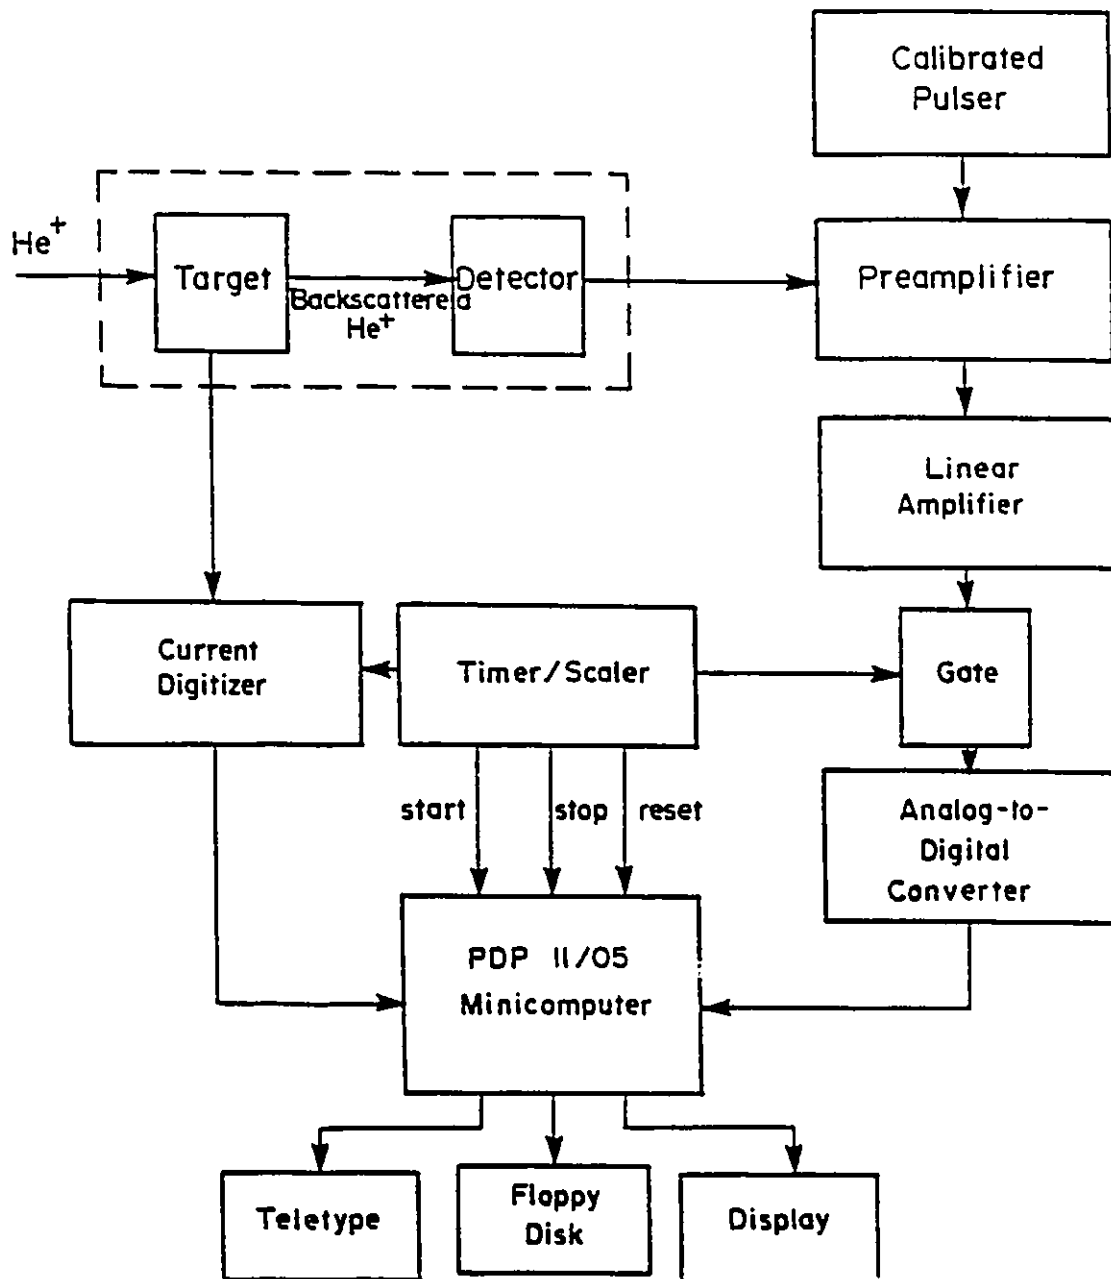 Calibrated
Pulser
He+
Target
Backscattered
He+
Detector
Preamplifier
Linear
Amplifier
Current
Digitizer
Timer/Scaler
Gate
start
stop
reset
Analog-to-
Digital
Converter
PDP 11/05
Minicomputer
Teletype
Floppy
Disk
Display